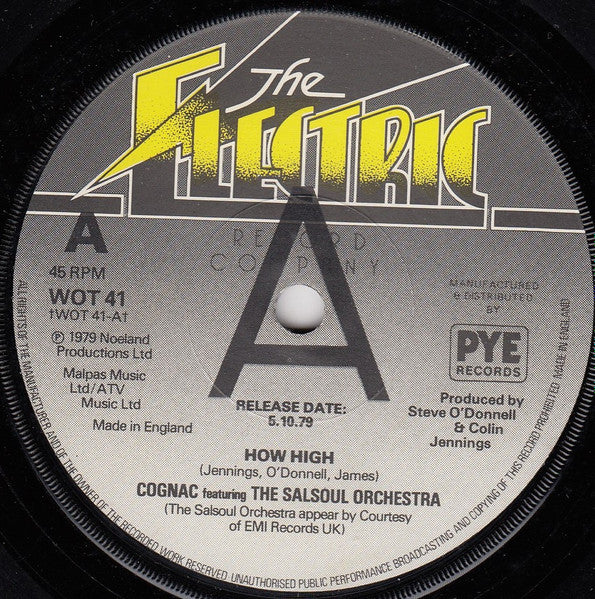 The
ELECTRIC
RECORD
COMPANY
A
A
45 RPM
WOT 41
†WOT 41-A†
℗ 1979 Noeland
Productions Ltd
Malpas Music
Ltd/ATV
Music Ltd
Made in England
MANUFACTURED
& DISTRIBUTED
BY
PYE
RECORDS
Produced by
Steve O'Donnell
& Colin
Jennings
RELEASE DATE:
5.10.79
HOW HIGH
(Jennings, O'Donnell, James)
COGNAC featuring THE SALSOUL ORCHESTRA
(The Salsoul Orchestra appear by Courtesy
of EMI Records UK)
ALL RIGHTS OF THE MANUFACTURER AND OF THE OWNER OF THE RECORDED WORK RESERVED. UNAUTHORISED PUBLIC PERFORMANCE BROADCASTING AND COPYING OF THIS RECORD PROHIBITED. MADE IN ENGLAND